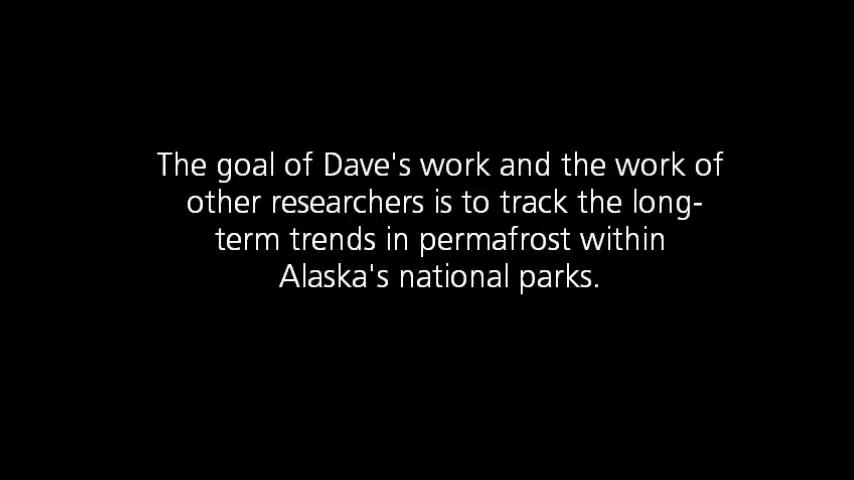 The goal of Dave's work and the work of
other researchers is to track the long-
term trends in permafrost within
Alaska's national parks.